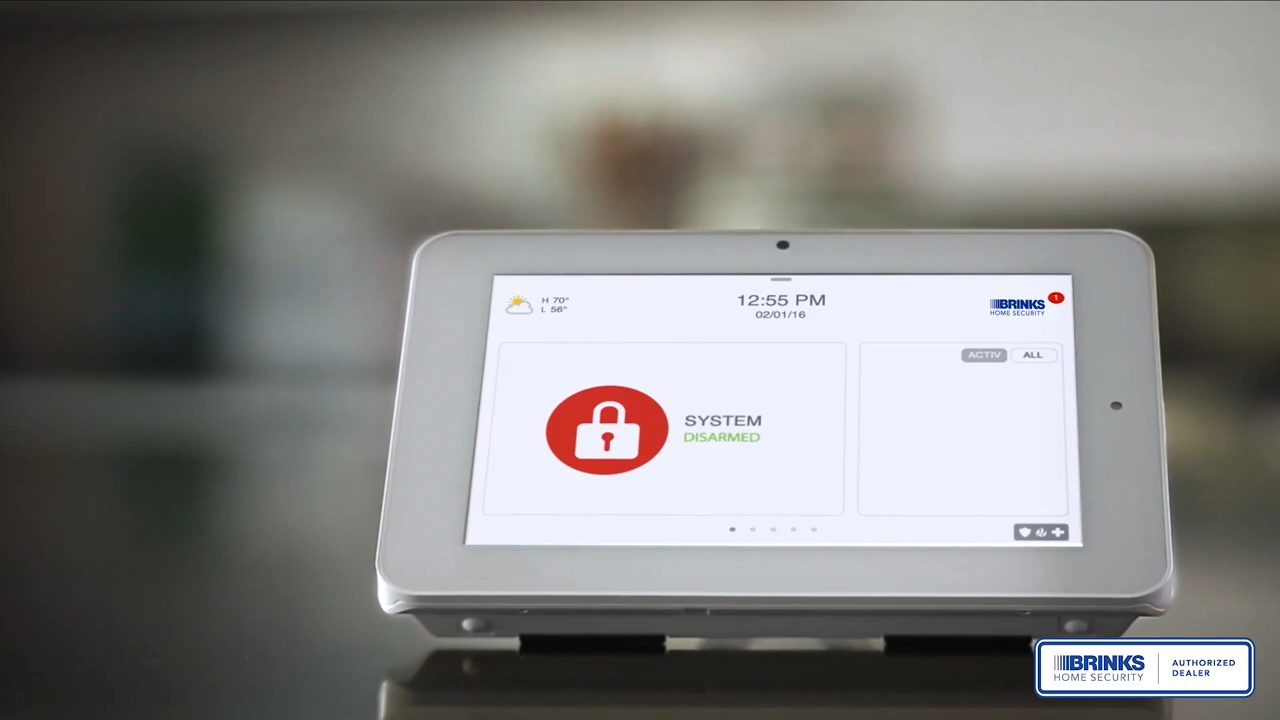 H 70°
L 56°
12:55 PM
02/01/16
BRINKS
HOME SECURITY
1
ACTIV
ALL
SYSTEM
DISARMED
BRINKS
HOME SECURITY
AUTHORIZED
DEALER